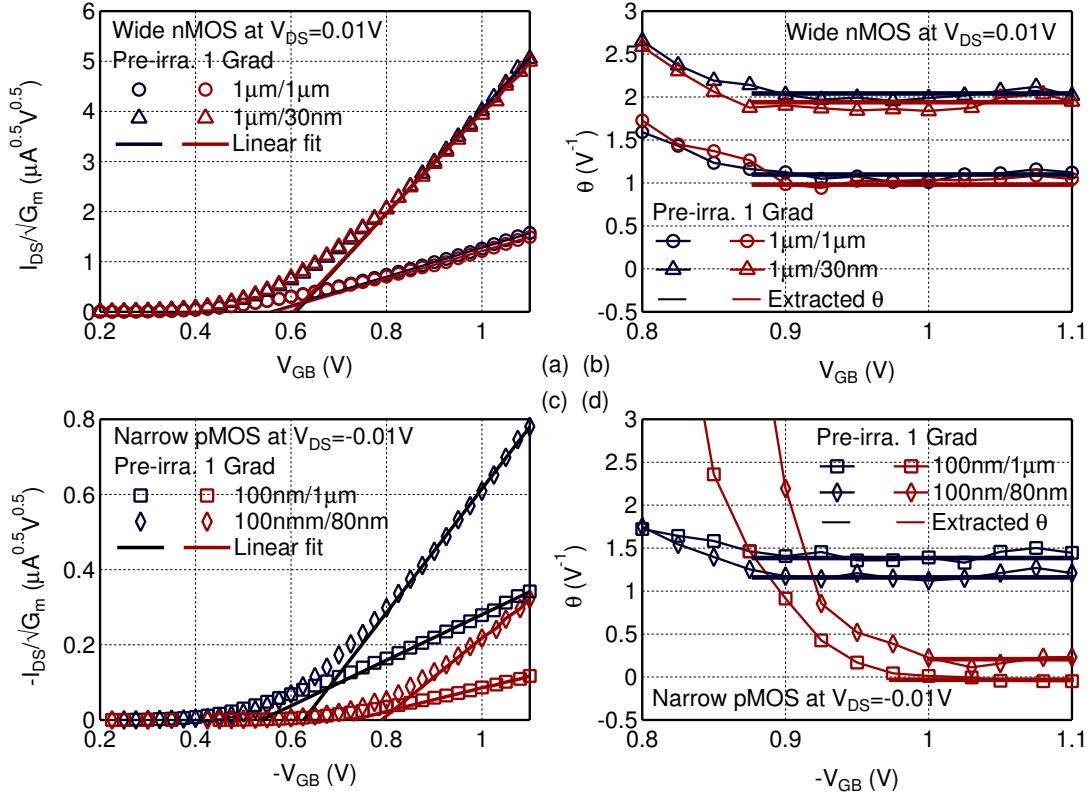 Wide nMOS at V_DS=0.01V
Pre-irra. 1 Grad
1µm/1µm
1µm/30nm
Linear fit
I_DS/√G_m (µA^0.5V^0.5)
6
5
4
3
2
1
0
0.2 0.4 0.6 0.8 1
V_GB (V)
(a)
Wide nMOS at V_DS=0.01V
Pre-irra. 1 Grad
1µm/1µm
1µm/30nm
Extracted θ
θ (V^-1)
3
2.5
2
1.5
1
0.5
0
-0.5
0.8 0.9 1 1.1
V_GB (V)
(b)
(c)
Narrow pMOS at V_DS=-0.01V
Pre-irra. 1 Grad
100nm/1µm
100nmm/80nm
Linear fit
-I_DS/√G_m (µA^0.5V^0.5)
0.8
0.6
0.4
0.2
0
0.2 0.4 0.6 0.8 1
-V_GB (V)
(d)
Pre-irra. 1 Grad
100nm/1µm
100nm/80nm
Extracted θ
Narrow pMOS at V_DS=-0.01V
θ (V^-1)
3
2.5
2
1.5
1
0.5
0
-0.5
0.8 0.9 1 1.1
-V_GB (V)